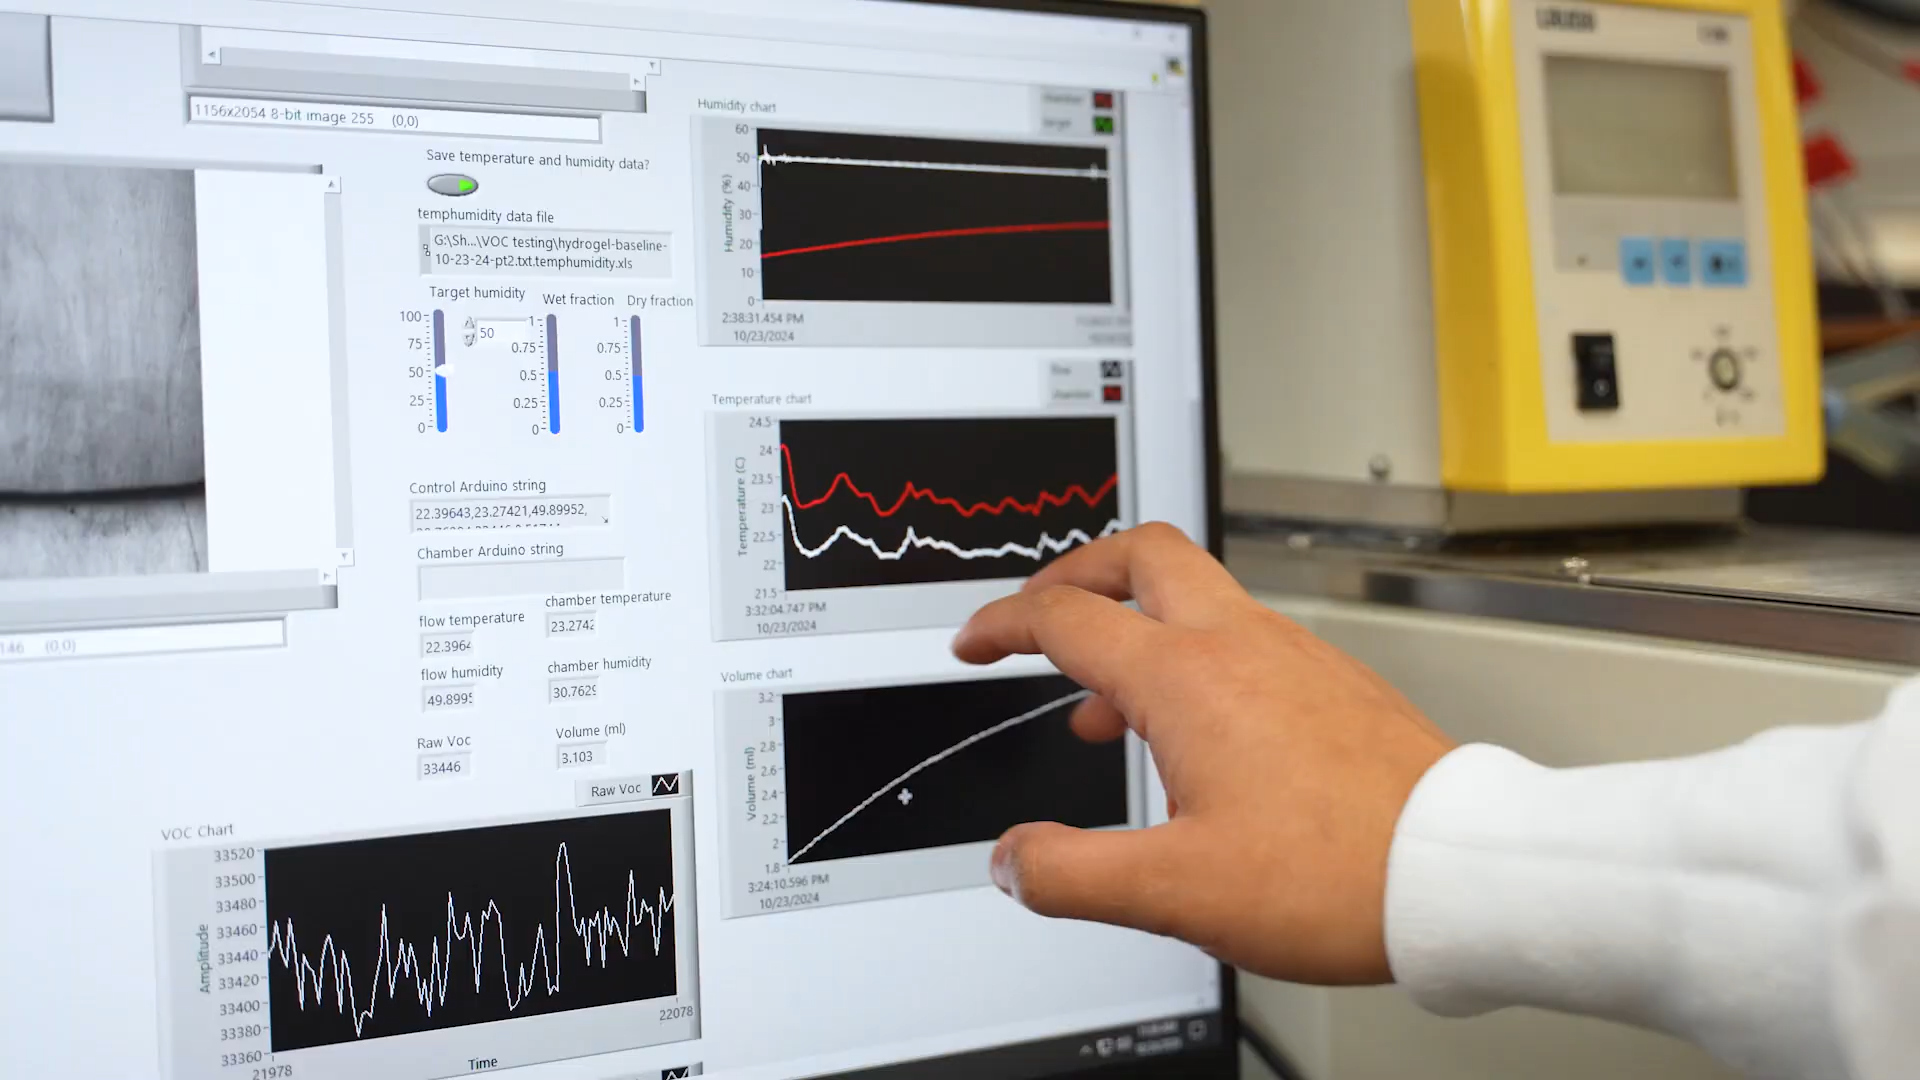 1156x2054 8-bit image 255 (0,0)
Save temperature and humidity data?
temphumidity data file
G:\Sh...\VOC testing\hydrogel-baseline-
10-23-24-pt2.txt.temphumidity.xls
Target humidity
100
75
50
25
0
50
Wet fraction
1
0.75
0.5
0.25
0
Dry fraction
1
0.75
0.5
0.25
0
Control Arduino string
22.39643,23.27421,49.89952,
Chamber Arduino string
flow temperature
22.3964
chamber temperature
23.2742
flow humidity
49.8995
chamber humidity
30.7629
Raw Voc
33446
Volume (ml)
3.103
146 (0,0)
Raw Voc
VOC Chart
Amplitude
33520
33500
33480
33460
33440
33420
33400
33380
33360
21978
22078
Time
Humidity chart
Humidity (%)
60
50
40
30
20
10
0
2:38:31.454 PM
10/23/2024
Temperature chart
Temperature (C)
24.5
24
23.5
23
22.5
22
21.5
3:32:04.747 PM
10/23/2024
Volume chart
Volume (ml)
3.2
3
2.8
2.6
2.4
2.2
2
1.8
3:24:10.596 PM
10/23/2024
LAUDA